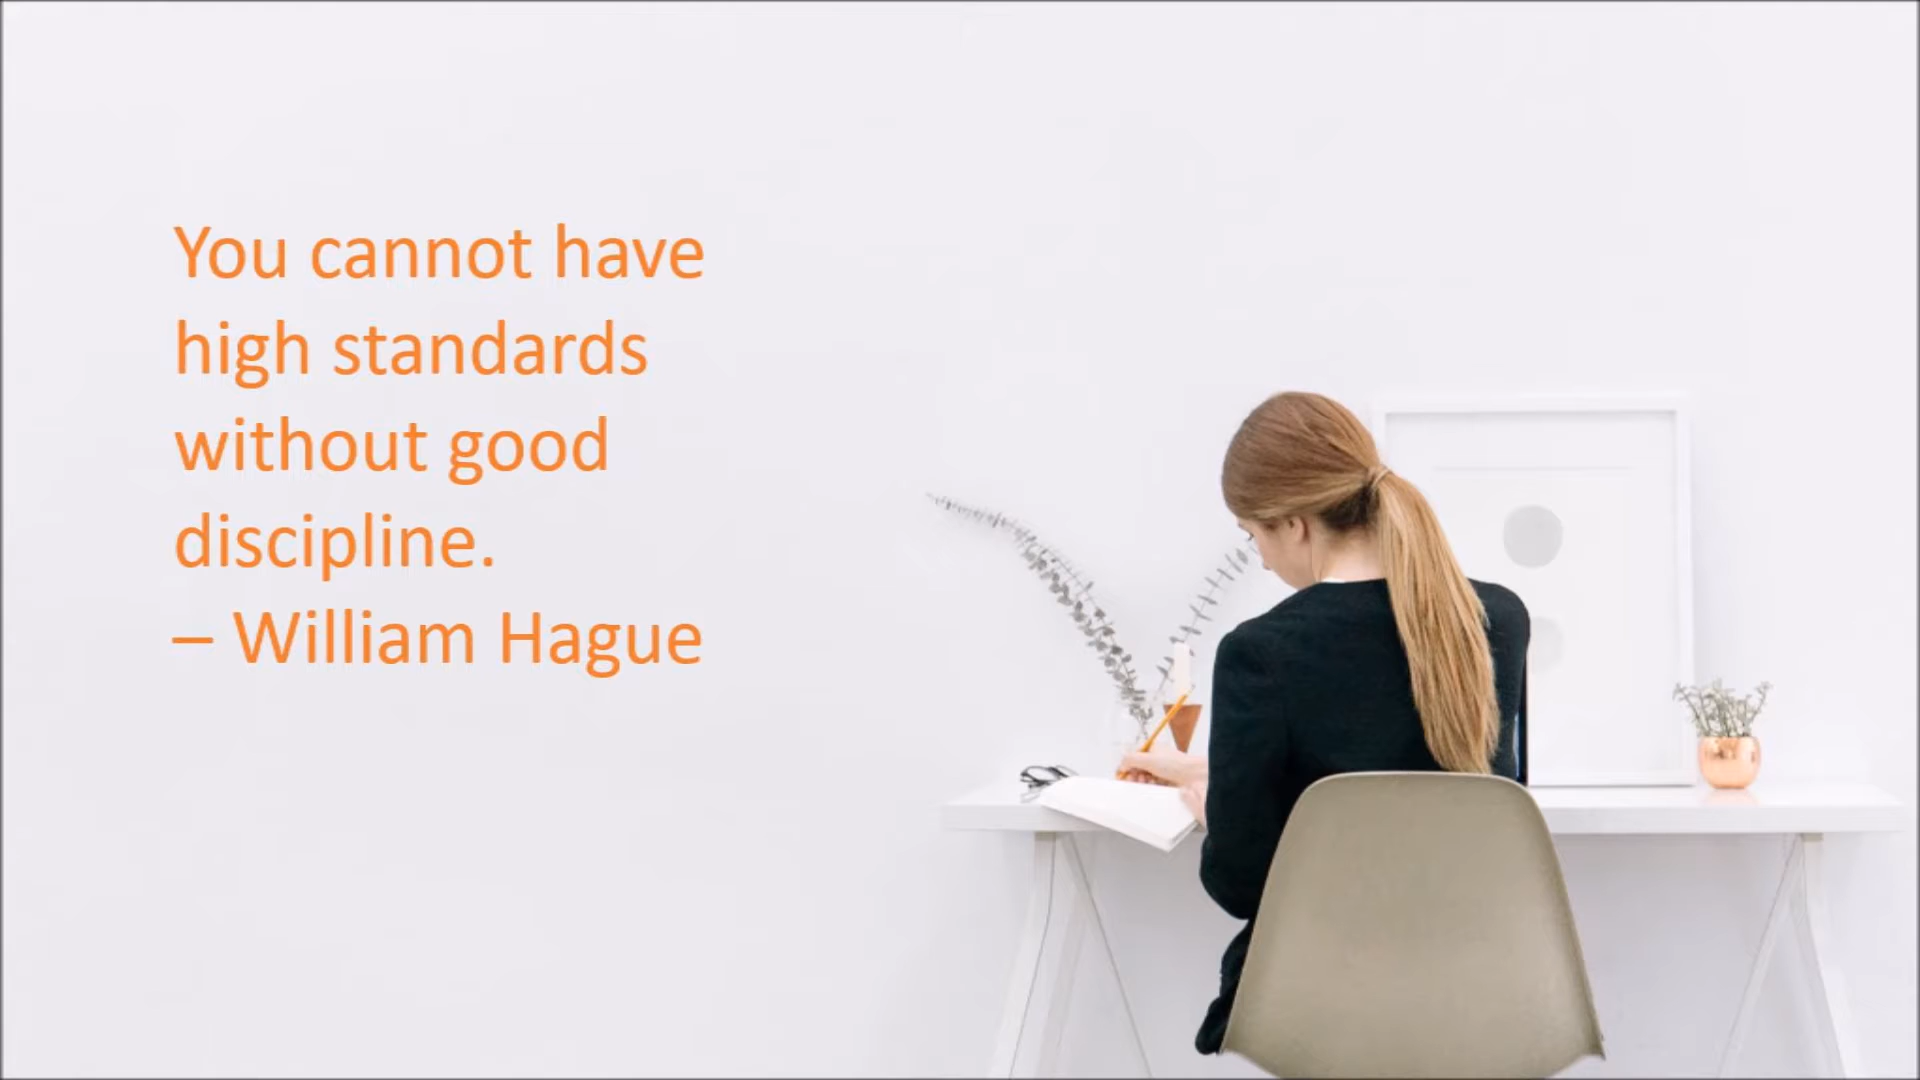 You cannot have
high standards
without good
discipline.
– William Hague